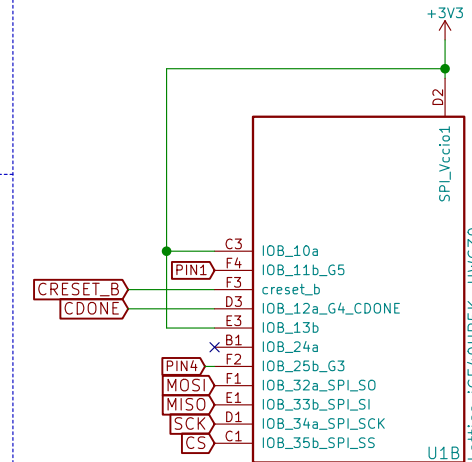 +3V3
D2
SPI_Vccio1
C3 IOB_10a
PIN1 F4 IOB_11b_G5
CRESET_B F3 creset_b
CDONE D3 IOB_12a_G4_CDONE
E3 IOB_13b
B1 IOB_24a
PIN4 F2 IOB_25b_G3
MOSI F1 IOB_32a_SPI_SO
MISO E1 IOB_33b_SPI_SI
SCK D1 IOB_34a_SPI_SCK
CS C1 IOB_35b_SPI_SS
U1B